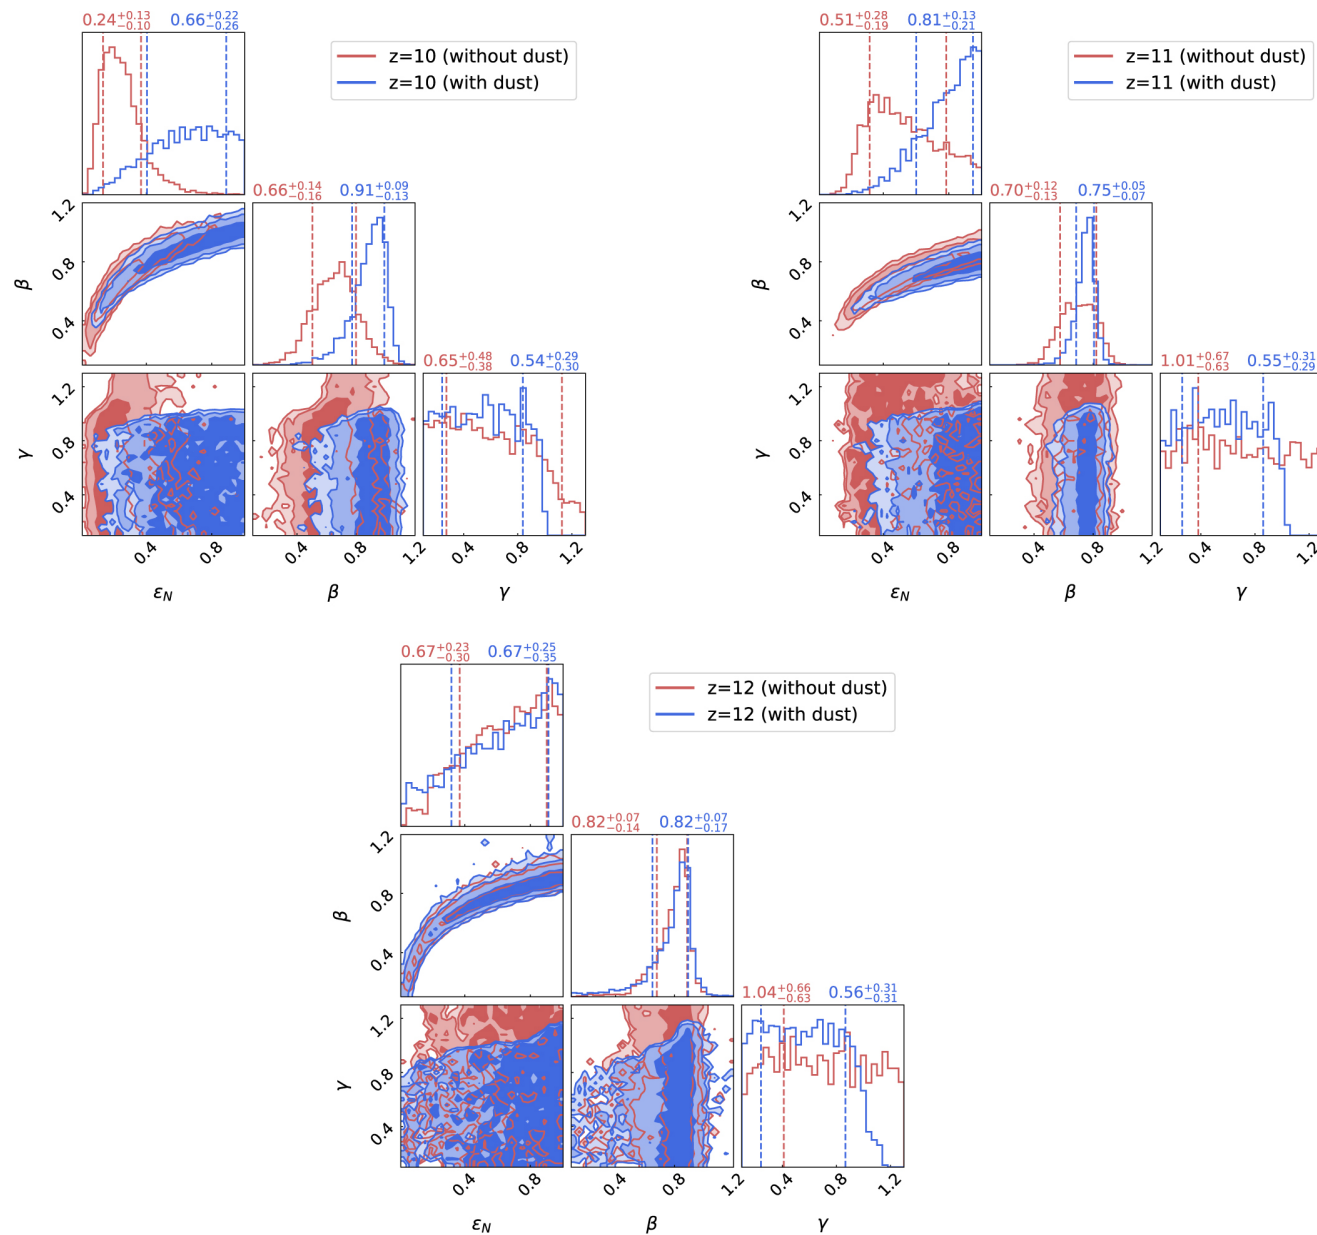 0.24+0.13−0.10 0.66+0.22−0.26
z=10 (without dust)
z=10 (with dust)
0.66+0.14−0.16 0.91+0.09−0.13
1.2
0.8
0.4
β
0.65+0.48−0.38 0.54+0.29−0.30
1.2
0.8
0.4
γ
0.4 0.8 0.4 0.8 1.2 0.4 0.8 1.2
εN β γ
0.51+0.28−0.19 0.81+0.13−0.21
z=11 (without dust)
z=11 (with dust)
0.70+0.12−0.13 0.75+0.05−0.07
1.2
0.8
0.4
β
1.01+0.67−0.63 0.55+0.31−0.29
1.2
0.8
0.4
γ
0.4 0.8 0.4 0.8 1.2 0.4 0.8 1.2
εN β γ
0.67+0.23−0.30 0.67+0.25−0.35
z=12 (without dust)
z=12 (with dust)
0.82+0.07−0.14 0.82+0.07−0.17
1.2
0.8
0.4
β
1.04+0.66−0.63 0.56+0.31−0.31
1.2
0.8
0.4
γ
0.4 0.8 0.4 0.8 1.2 0.4 0.8 1.2
εN β γ